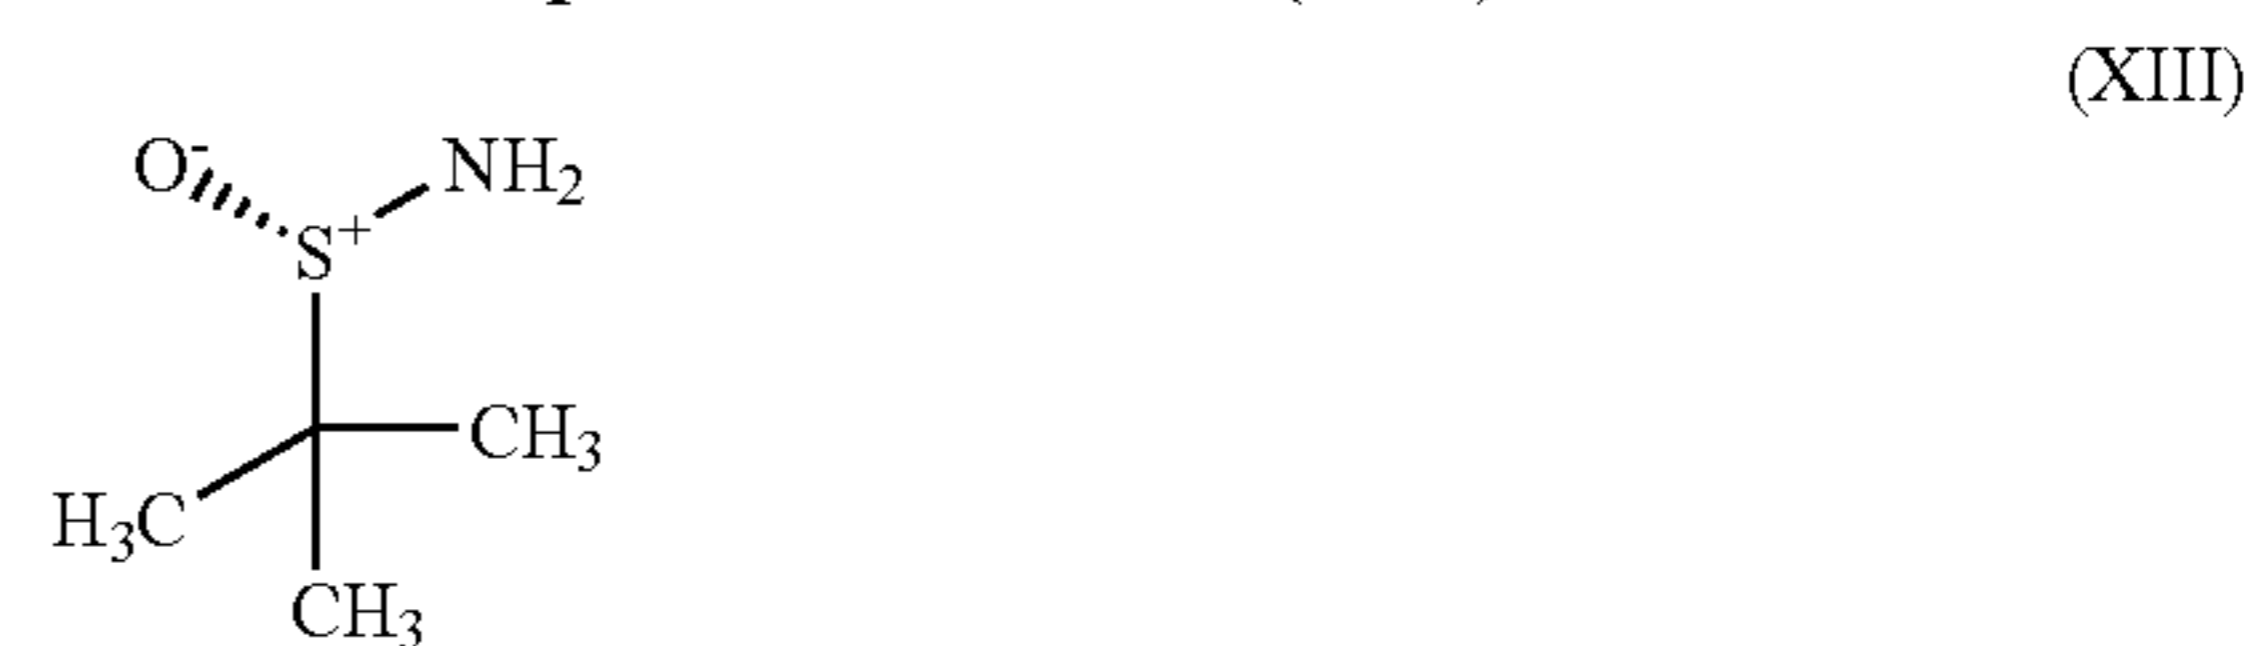 (XIII)
O- NH2
S+
CH3
H3C
CH3